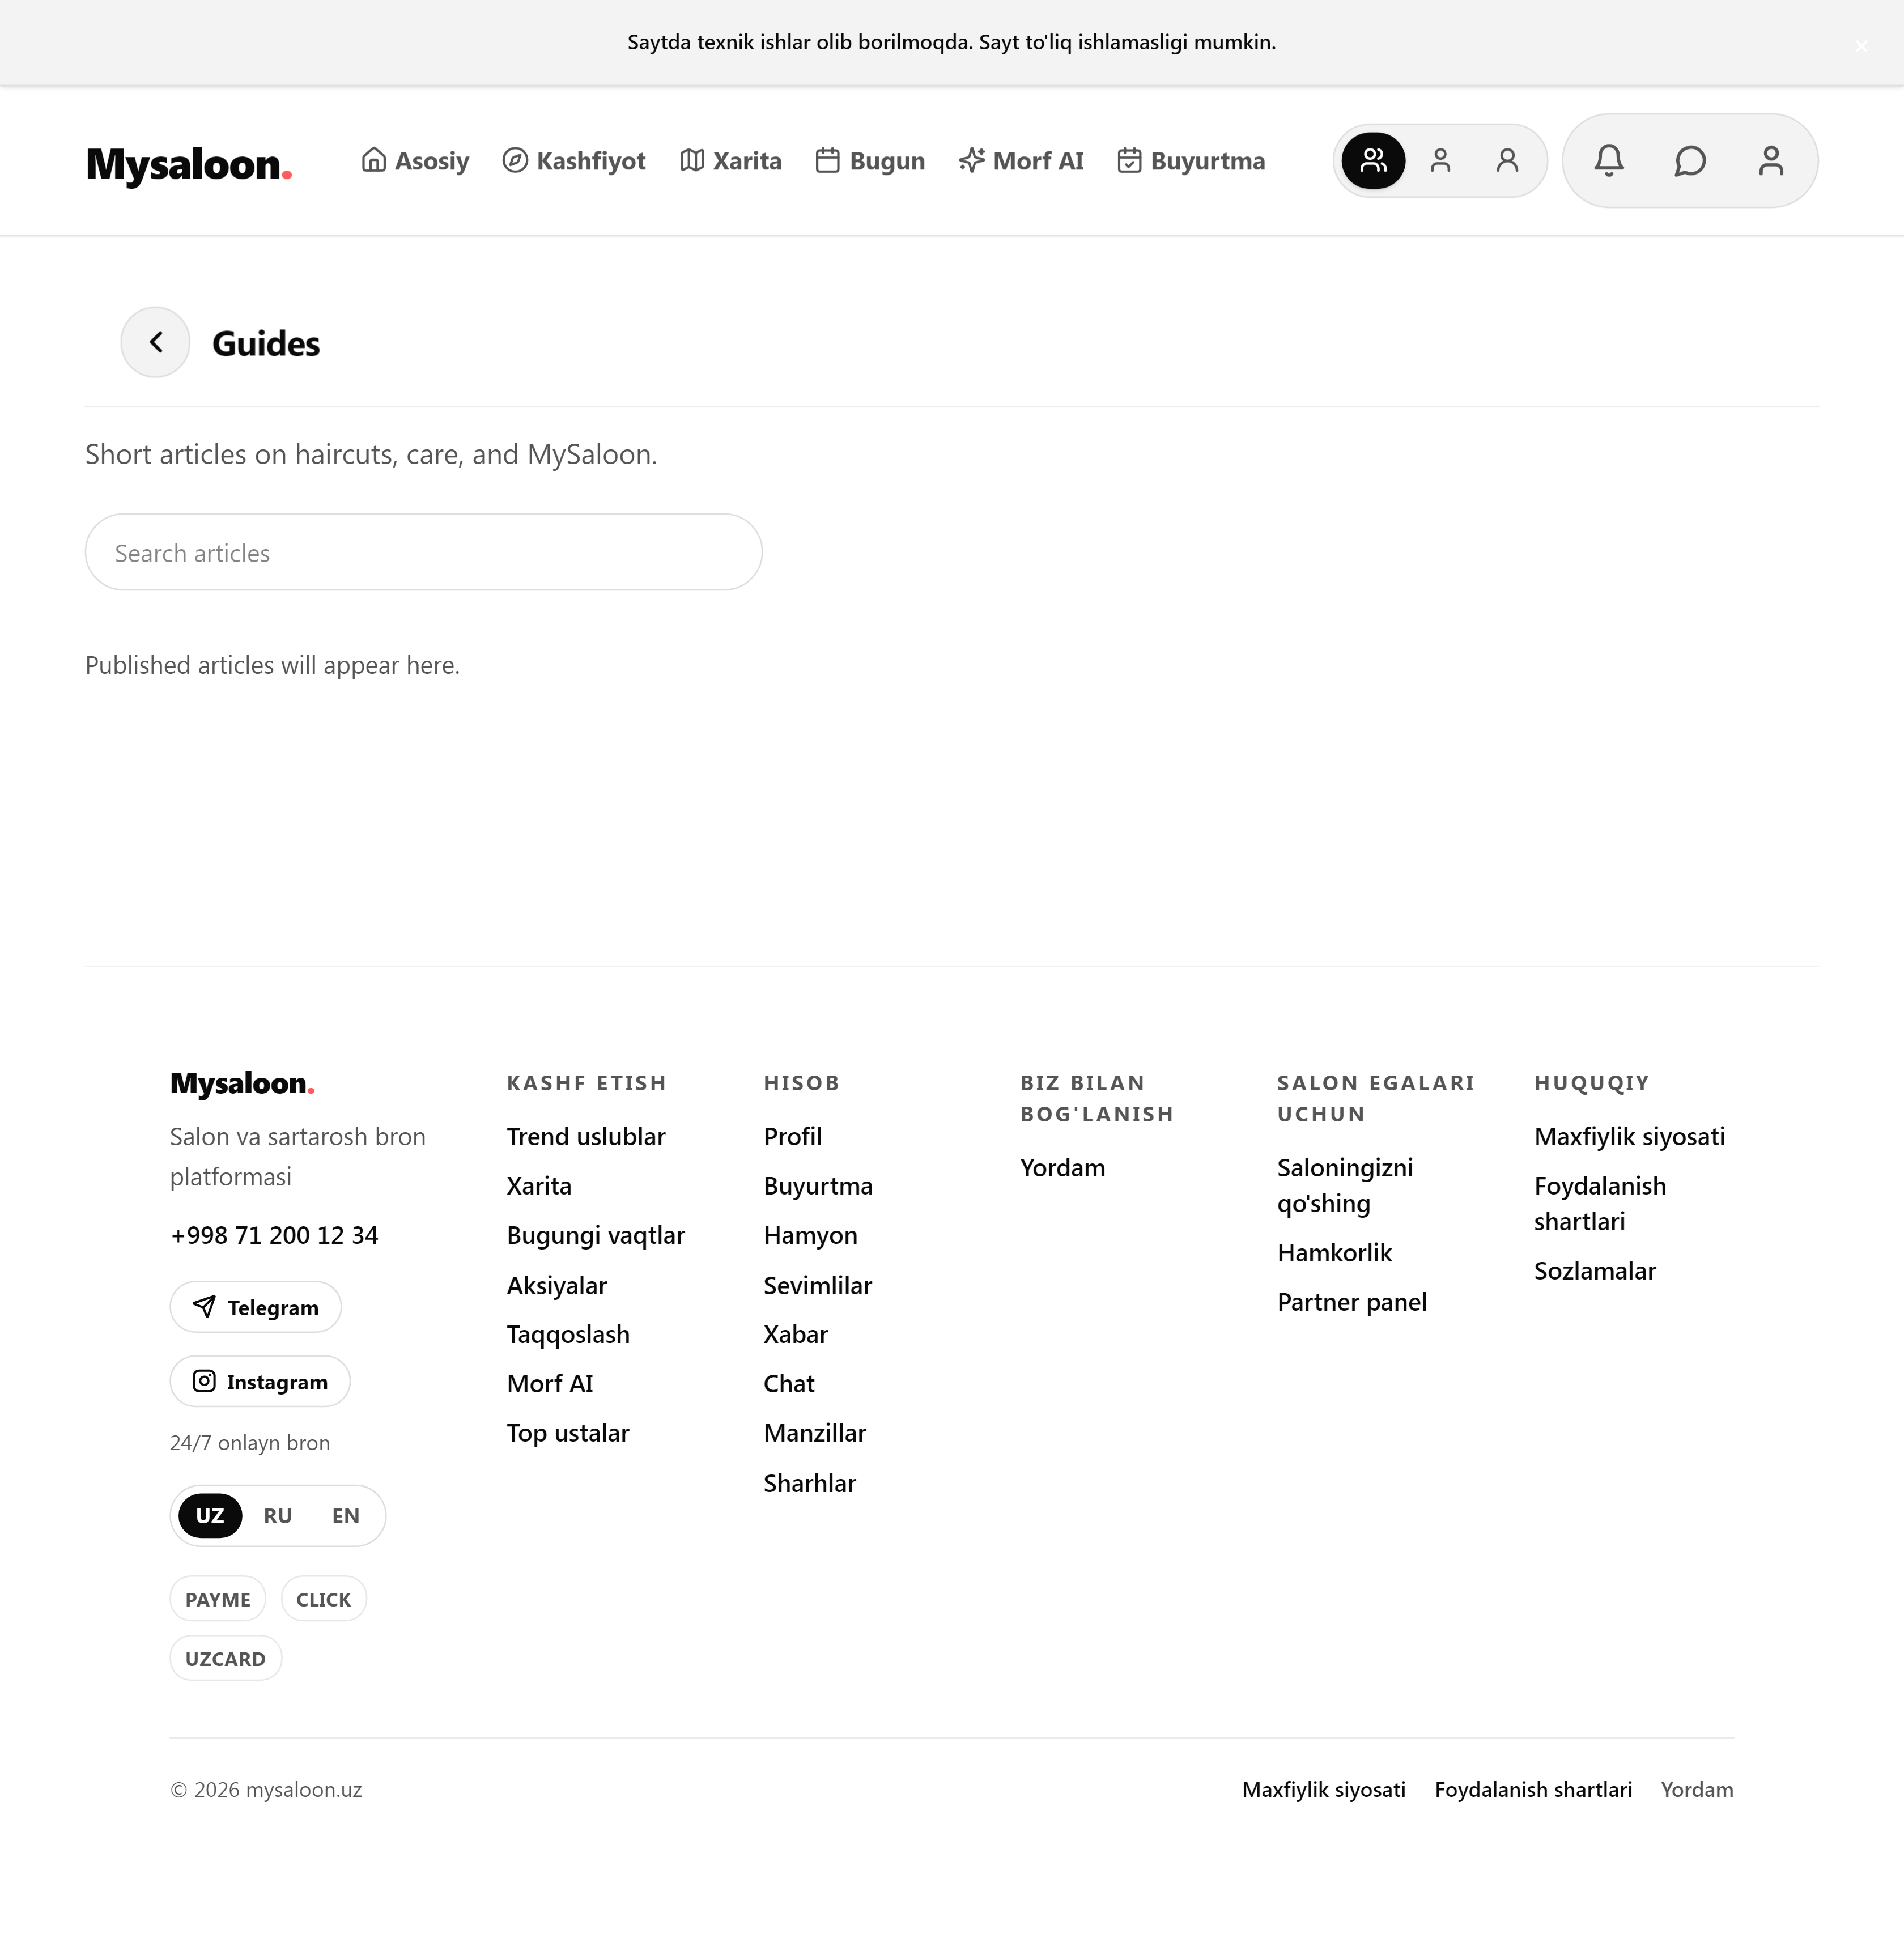 Saytda texnik ishlar olib borilmoqda. Sayt to'liq ishlamasligi mumkin.
Mysaloon.
Asosiy
Kashfiyot
Xarita
Bugun
Morf AI
Buyurtma
Guides
Short articles on haircuts, care, and MySaloon.
Search articles
Published articles will appear here.
Mysaloon.
Salon va sartarosh bron
platformasi
+998 71 200 12 34
Telegram
Instagram
24/7 onlayn bron
UZ RU EN
PAYME CLICK
UZCARD
KASHF ETISH
Trend uslublar
Xarita
Bugungi vaqtlar
Aksiyalar
Taqqoslash
Morf AI
Top ustalar
HISOB
Profil
Buyurtma
Hamyon
Sevimlilar
Xabar
Chat
Manzillar
Sharhlar
BIZ BILAN
BOG'LANISH
Yordam
SALON EGALARI
UCHUN
Saloningizni
qo'shing
Hamkorlik
Partner panel
HUQUQIY
Maxfiylik siyosati
Foydalanish
shartlari
Sozlamalar
© 2026 mysaloon.uz
Maxfiylik siyosati
Foydalanish shartlari
Yordam